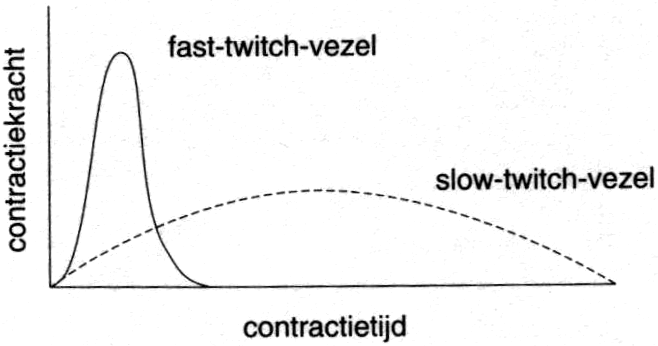 fast-twitch-vezel
contractiekracht
slow-twitch-vezel
contractietijd